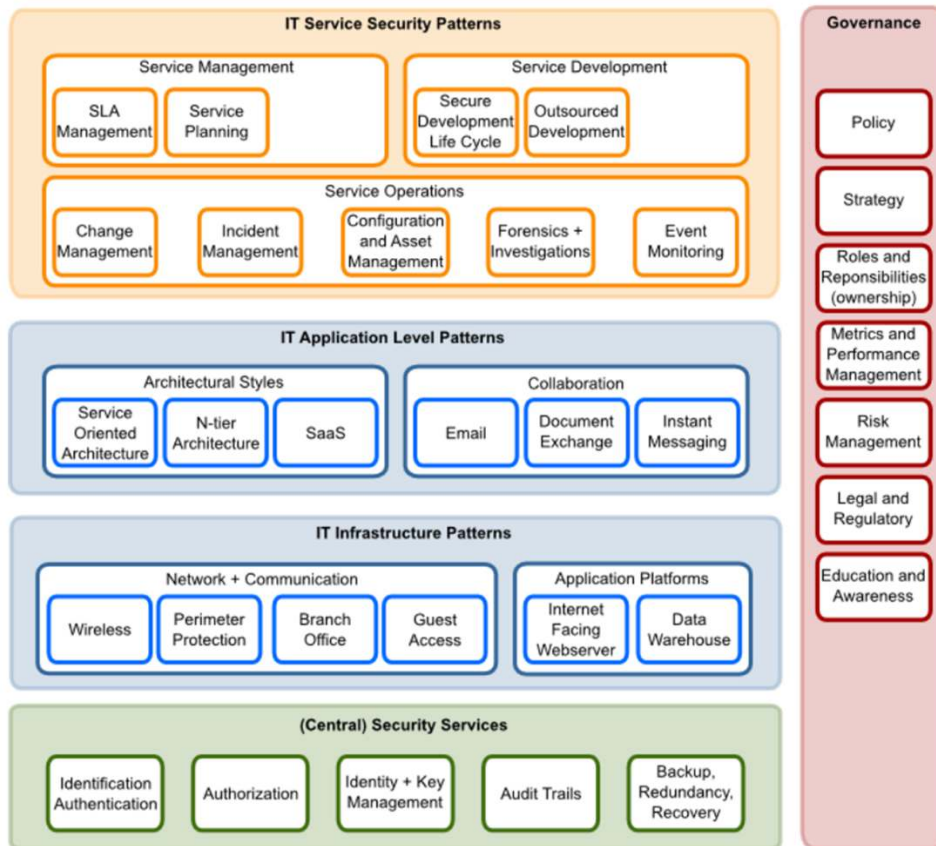 IT Service Security Patterns
Service Management
SLA
Management
Service
Planning
Service Development
Secure
Development
Life Cycle
Outsourced
Development
Service Operations
Change
Management
Incident
Management
Configuration
and Asset
Management
Forensics +
Investigations
Event
Monitoring
IT Application Level Patterns
Architectural Styles
Service
Oriented
Architecture
N-tier
Architecture
SaaS
Collaboration
Email
Document
Exchange
Instant
Messaging
IT Infrastructure Patterns
Network + Communication
Wireless
Perimeter
Protection
Branch
Office
Guest
Access
Application Platforms
Internet
Facing
Webserver
Data
Warehouse
(Central) Security Services
Identification
Authentication
Authorization
Identity + Key
Management
Audit Trails
Backup,
Redundancy,
Recovery
Governance
Policy
Strategy
Roles and
Reponsibilities
(ownership)
Metrics and
Performance
Management
Risk
Management
Legal and
Regulatory
Education and
Awareness